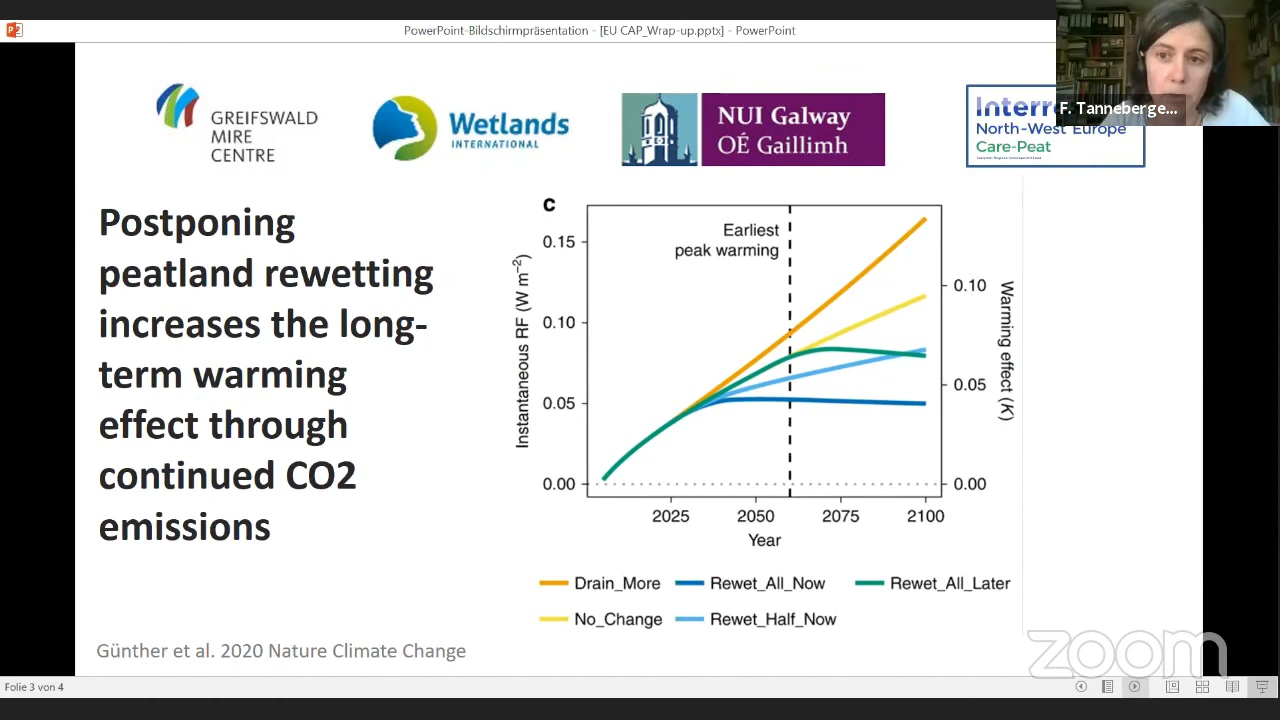 PowerPoint-Bildschirmpräsentation - [EU CAP_Wrap-up.pptx] - PowerPoint
F. Tanneberge...
GREIFSWALD
MIRE
CENTRE
Wetlands
INTERNATIONAL
NUI Galway
OÉ Gaillimh
Interre
North-West Europe
Care-Peat
Postponing
peatland rewetting
increases the long-
term warming
effect through
continued CO2
emissions
c
Earliest
peak warming
Instantaneous RF (W m−2)
0.15
0.10
0.05
0.00
0.10
0.05
0.00
Warming effect (K)
2025 2050 2075 2100
Year
Drain_More Rewet_All_Now Rewet_All_Later
No_Change Rewet_Half_Now
Günther et al. 2020 Nature Climate Change
zoom
Folie 3 von 4